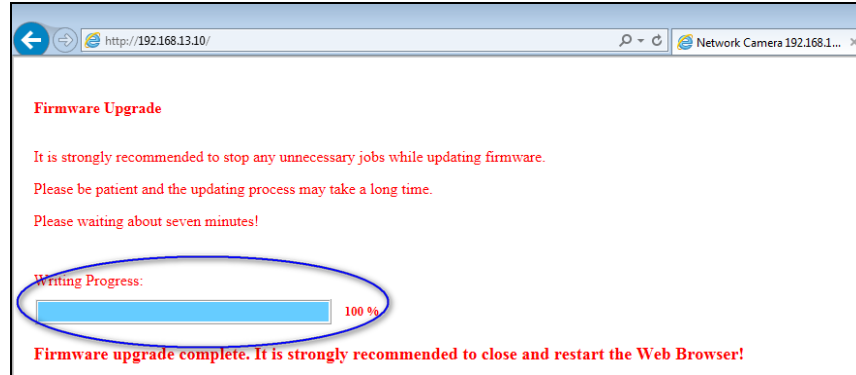 http://192.168.13.10/
Network Camera 192.168.1...
Firmware Upgrade
It is strongly recommended to stop any unnecessary jobs while updating firmware.
Please be patient and the updating process may take a long time.
Please waiting about seven minutes!
Writing Progress:
100 %
Firmware upgrade complete. It is strongly recommended to close and restart the Web Browser!